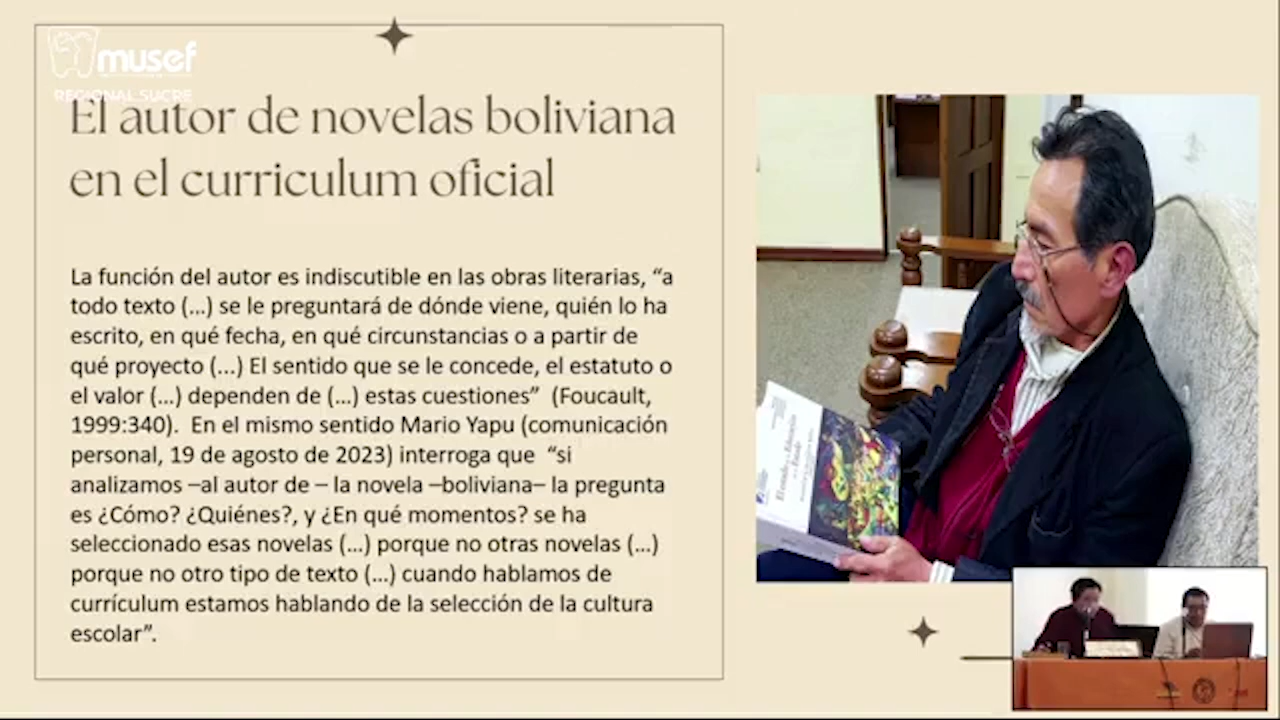 musef
REGIONAL SUCRE
El autor de novelas boliviana
en el curriculum oficial
La función del autor es indiscutible en las obras literarias, “a
todo texto (…) se le preguntará de dónde viene, quién lo ha
escrito, en qué fecha, en qué circunstancias o a partir de
qué proyecto (...) El sentido que se le concede, el estatuto o
el valor (…) dependen de (…) estas cuestiones” (Foucault,
1999:340). En el mismo sentido Mario Yapu (comunicación
personal, 19 de agosto de 2023) interroga que “si
analizamos –al autor de – la novela –boliviana– la pregunta
es ¿Cómo? ¿Quiénes?, y ¿En qué momentos? se ha
seleccionado esas novelas (…) porque no otras novelas (…)
porque no otro tipo de texto (…) cuando hablamos de
currículum estamos hablando de la selección de la cultura
escolar”.